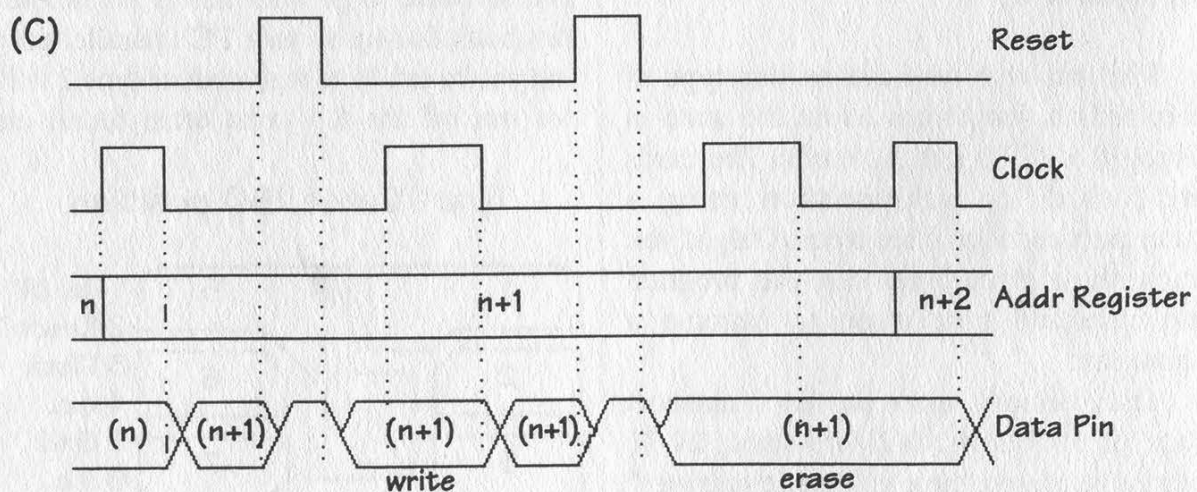 (C)
Reset
Clock
n n+1 n+2 Addr Register
(n) (n+1) (n+1) (n+1) (n+1) Data Pin
write erase